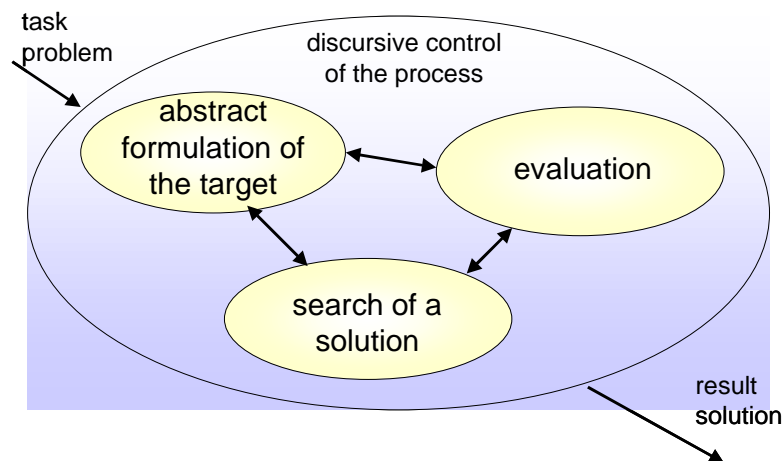 task
problem
discursive control
of the process
abstract
formulation of
the target
evaluation
search of a
solution
result
solution